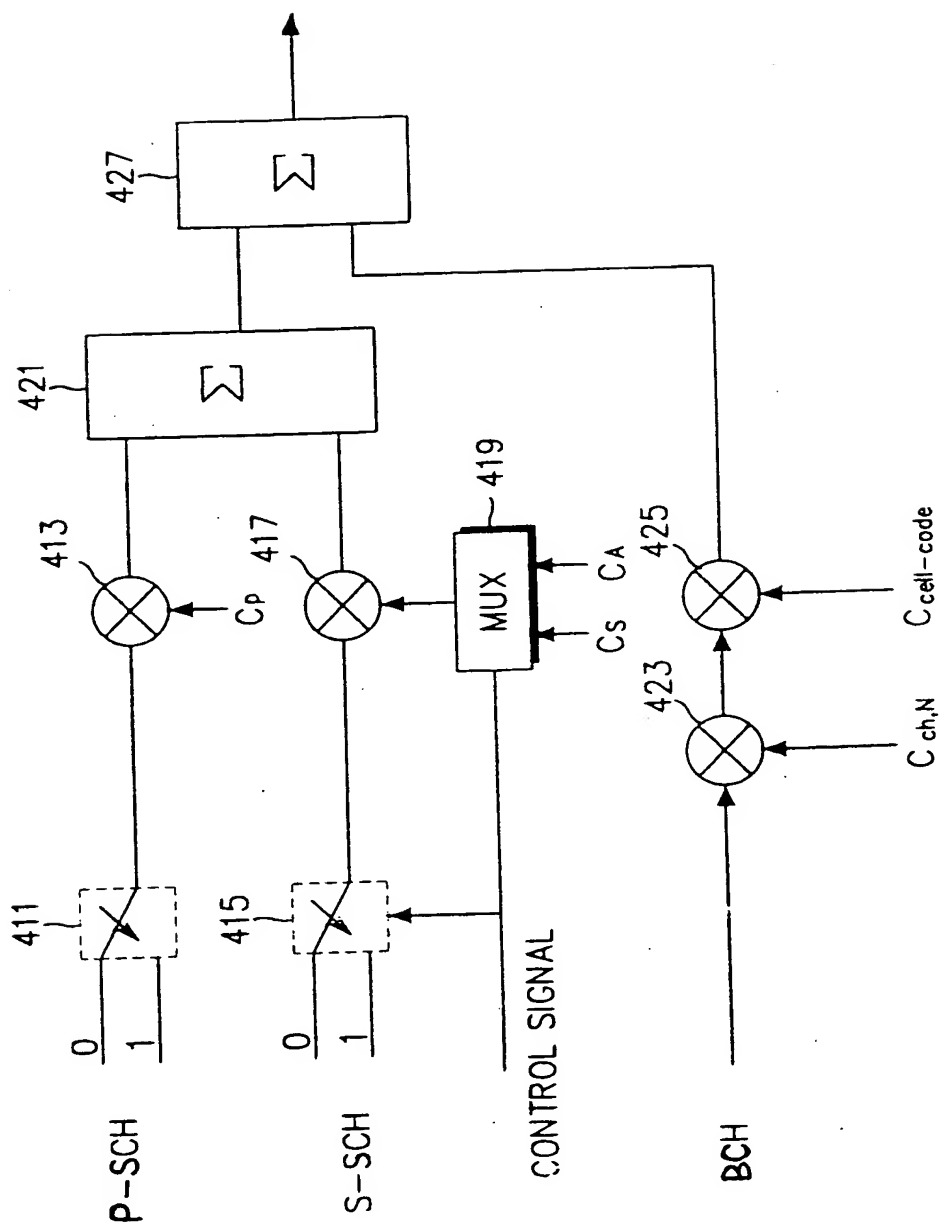 P-SCH
0
1
411
413
Cp
421
Σ
427
Σ
S-SCH
0
1
415
417
CONTROL SIGNAL
MUX
419
Cs
CA
BCH
423
Cch,N
425
Ccell-code